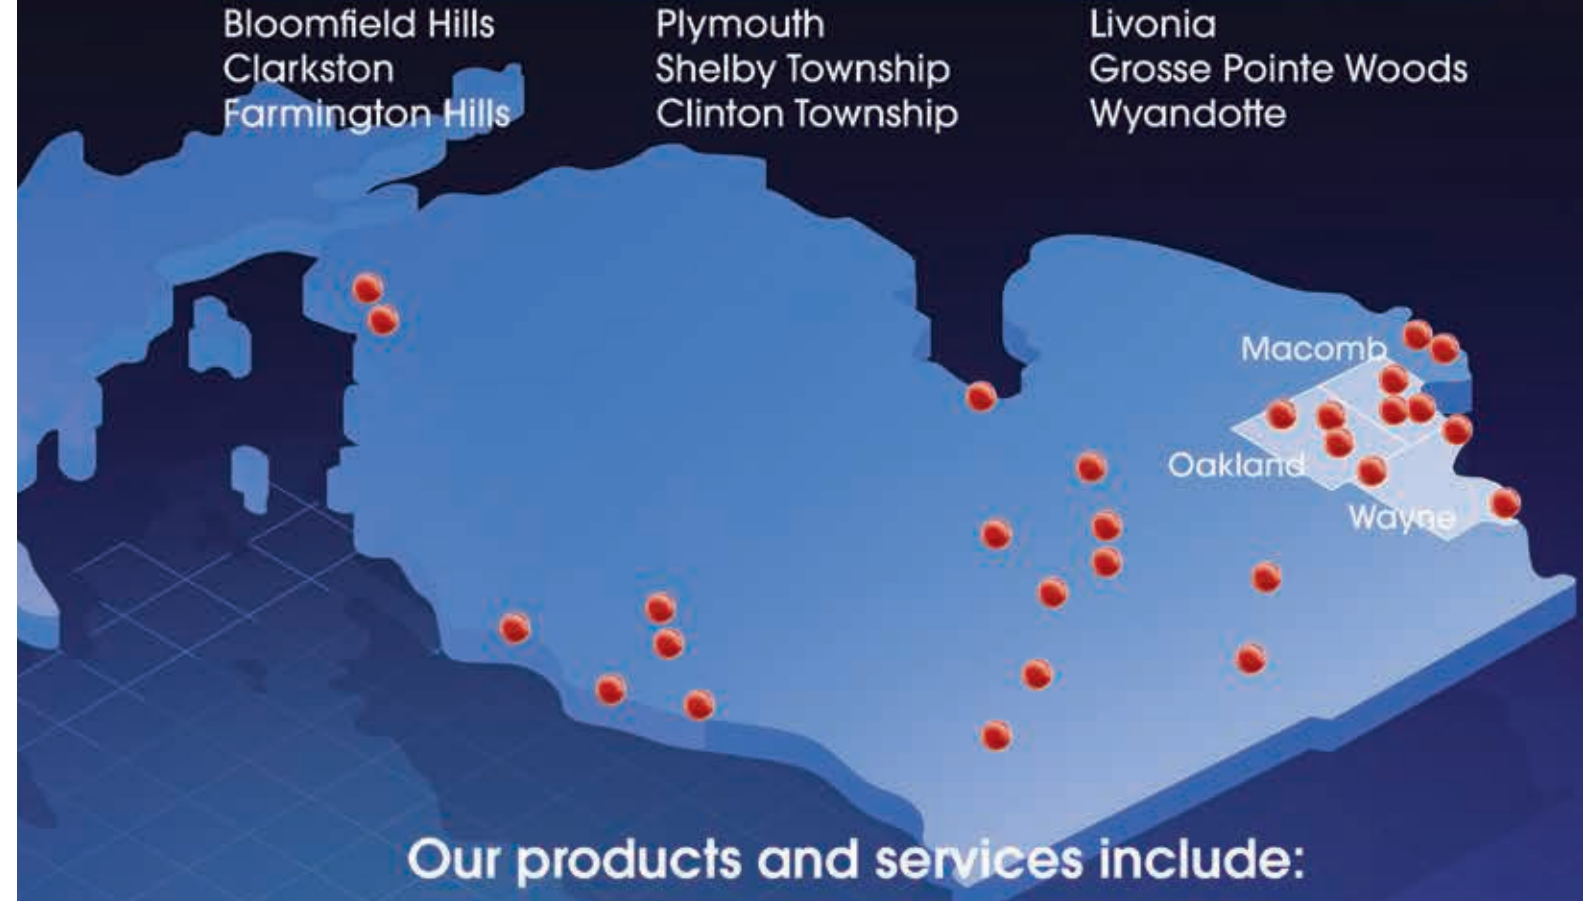 Bloomfield Hills
Clarkston
Farmington Hills
Plymouth
Shelby Township
Clinton Township
Livonia
Grosse Pointe Woods
Wyandotte
Macomb
Oakland
Wayne
Our products and services include: